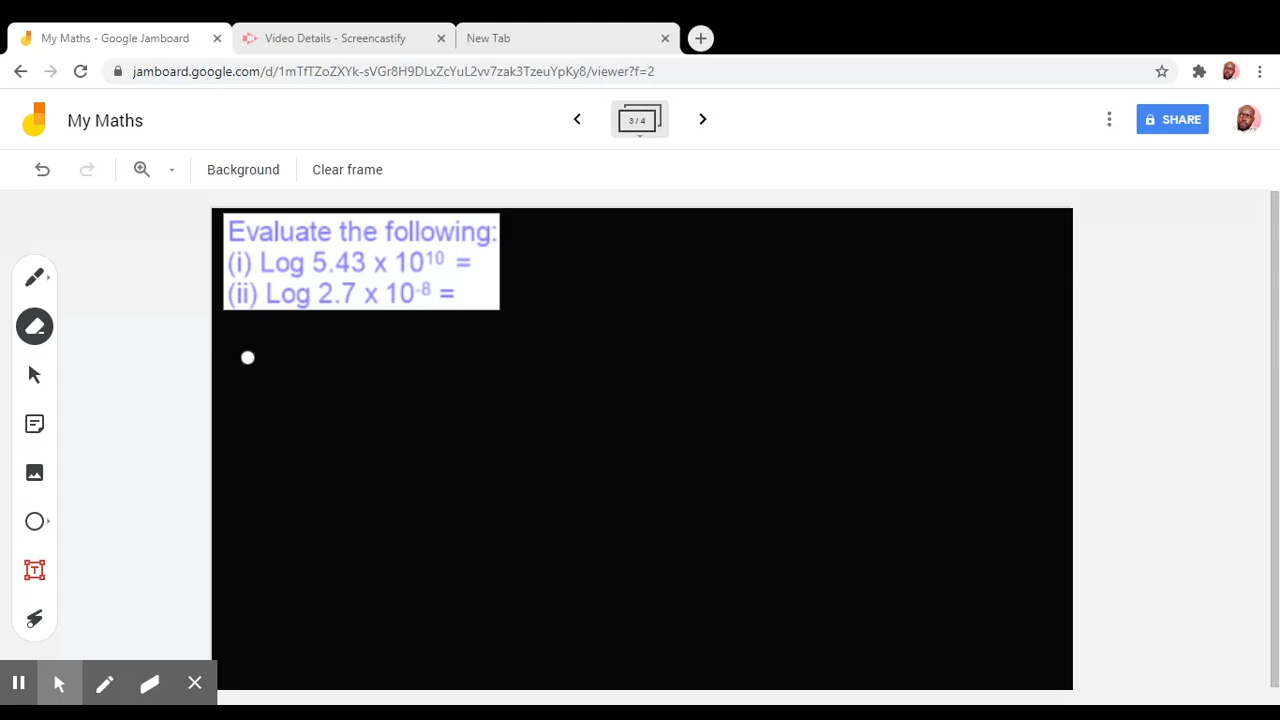 My Maths - Google Jamboard
Video Details - Screencastify
New Tab
jamboard.google.com/d/1mTfTZoZXYk-sVGr8H9DLxZcYuL2vv7zak3TzeuYpKy8/viewer?f=2
My Maths
3 / 4
SHARE
Background
Clear frame
Evaluate the following:
(i) Log 5.43 x 10¹⁰ =
(ii) Log 2.7 x 10⁻⁸ =
T